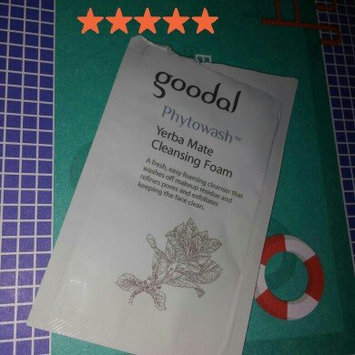 goodal
Phytowash™
Yerba Mate
Cleansing Foam
A fresh, easy foaming cleanser that
washes off makeup residue and
refines pores and exfoliates
keeping the face clean.